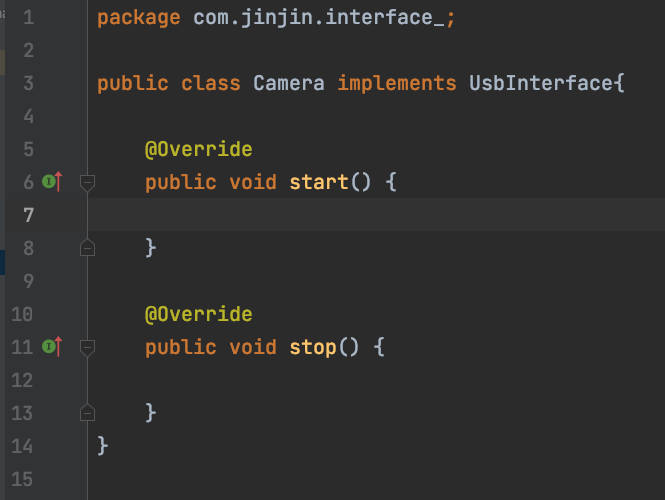 1 package com.jinjin.interface_;
2
3 public class Camera implements UsbInterface{
4
5 @Override
6 public void start() {
7
8 }
9
10 @Override
11 public void stop() {
12
13 }
14 }
15